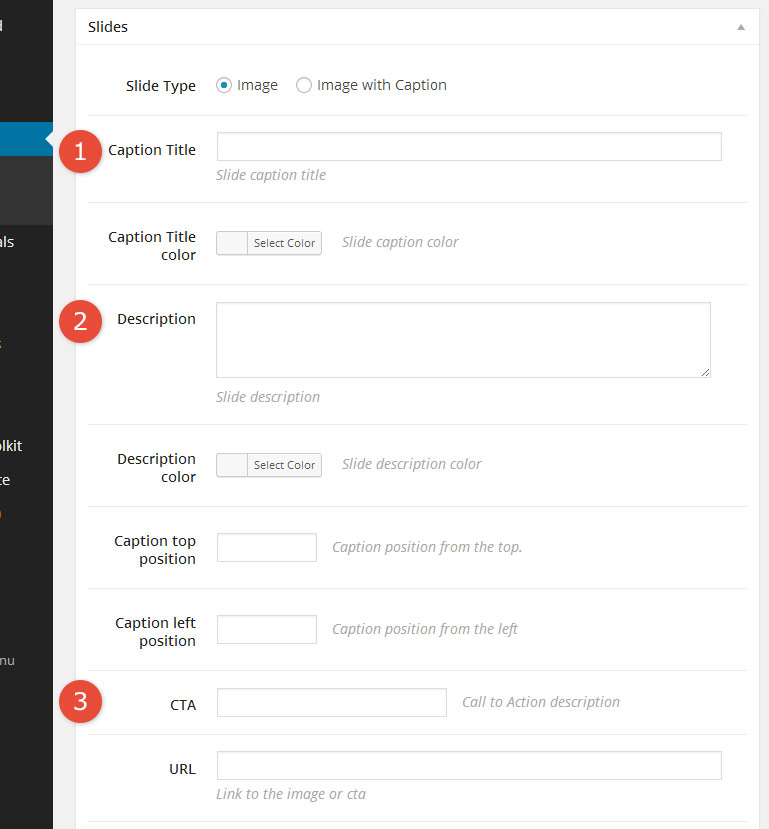 Slides
Slide Type Image Image with Caption
1 Caption Title
Slide caption title
Caption Title color Select Color Slide caption color
2 Description
Slide description
Description color Select Color Slide description color
Caption top position Caption position from the top.
Caption left position Caption position from the left
3 CTA Call to Action description
URL
Link to the image or cta
als
olkit
te
nu